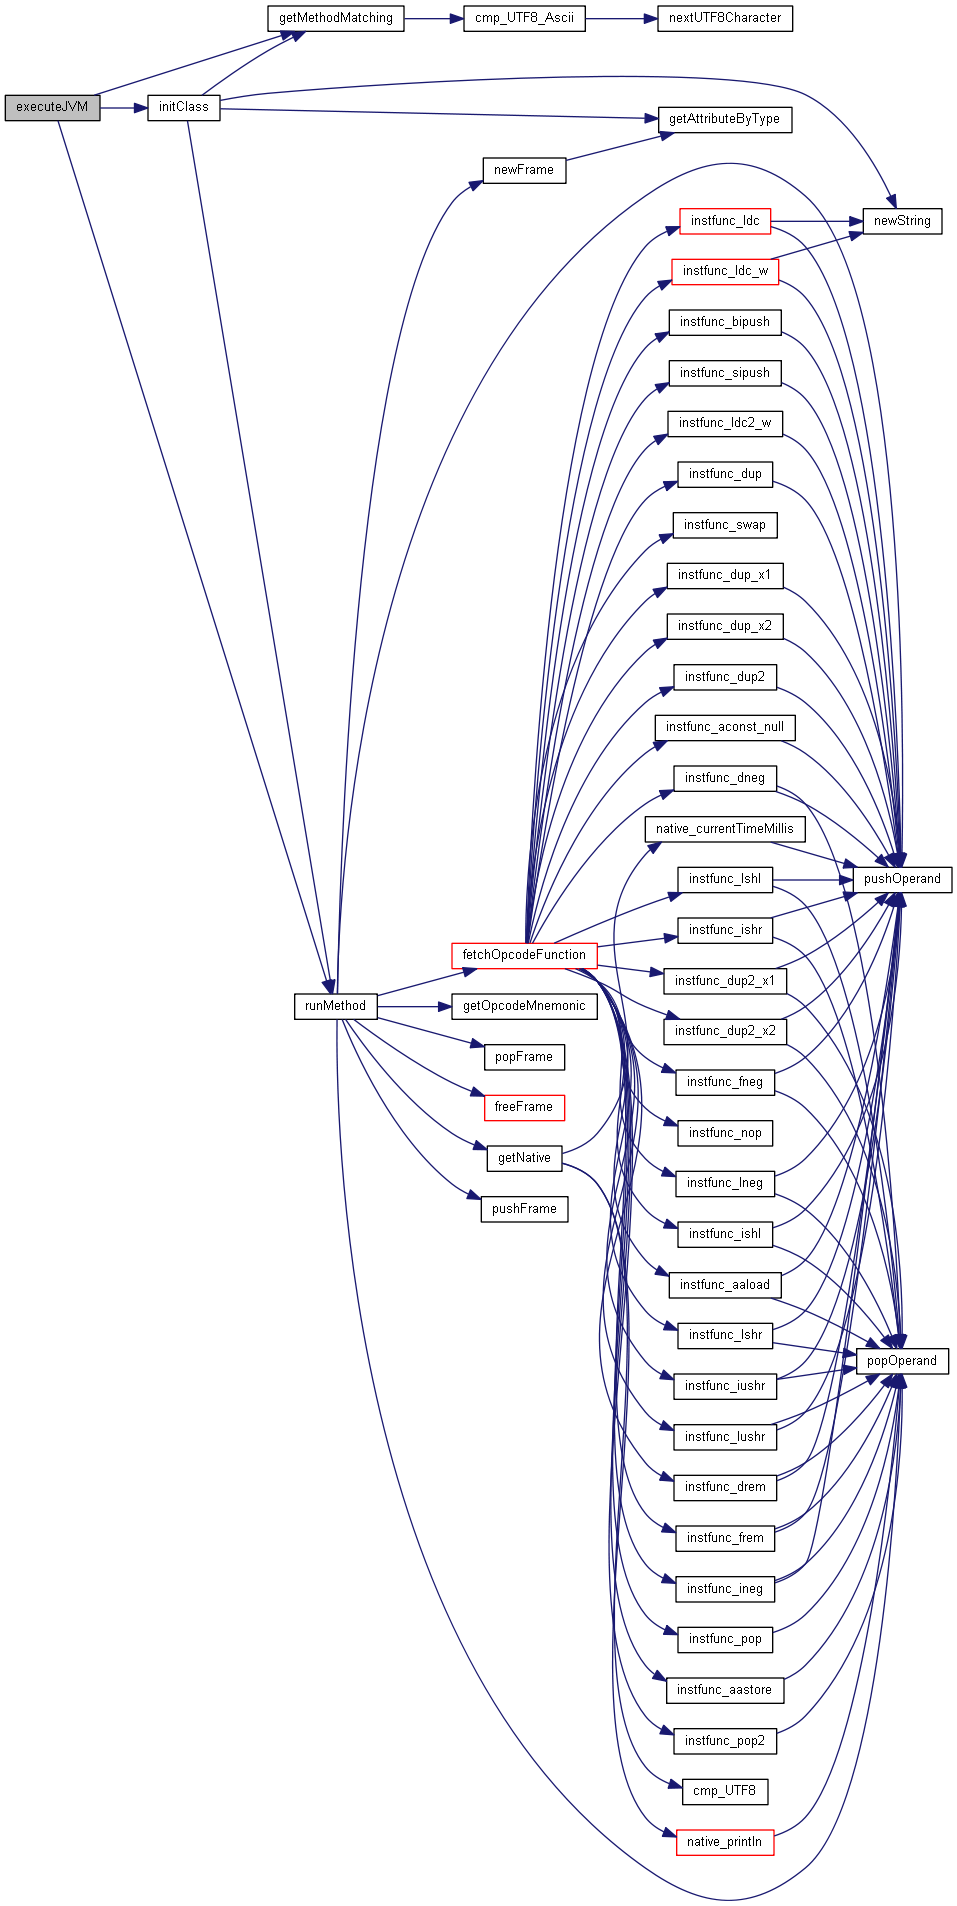 getMethodMatching
cmp_UTF8_Ascii
nextUTF8Character
executeJVM
initClass
getAttributeByType
newFrame
newString
instfunc_ldc
instfunc_ldc_w
instfunc_bipush
instfunc_sipush
instfunc_ldc2_w
instfunc_dup
instfunc_swap
instfunc_dup_x1
instfunc_dup_x2
instfunc_dup2
instfunc_aconst_null
instfunc_dneg
native_currentTimeMillis
instfunc_lshl
pushOperand
instfunc_ishr
fetchOpcodeFunction
instfunc_dup2_x1
runMethod
getOpcodeMnemonic
instfunc_dup2_x2
popFrame
instfunc_fneg
freeFrame
instfunc_nop
getNative
instfunc_lneg
pushFrame
instfunc_ishl
instfunc_aaload
instfunc_lshr
popOperand
instfunc_iushr
instfunc_lushr
instfunc_drem
instfunc_frem
instfunc_ineg
instfunc_pop
instfunc_aastore
instfunc_pop2
cmp_UTF8
native_println